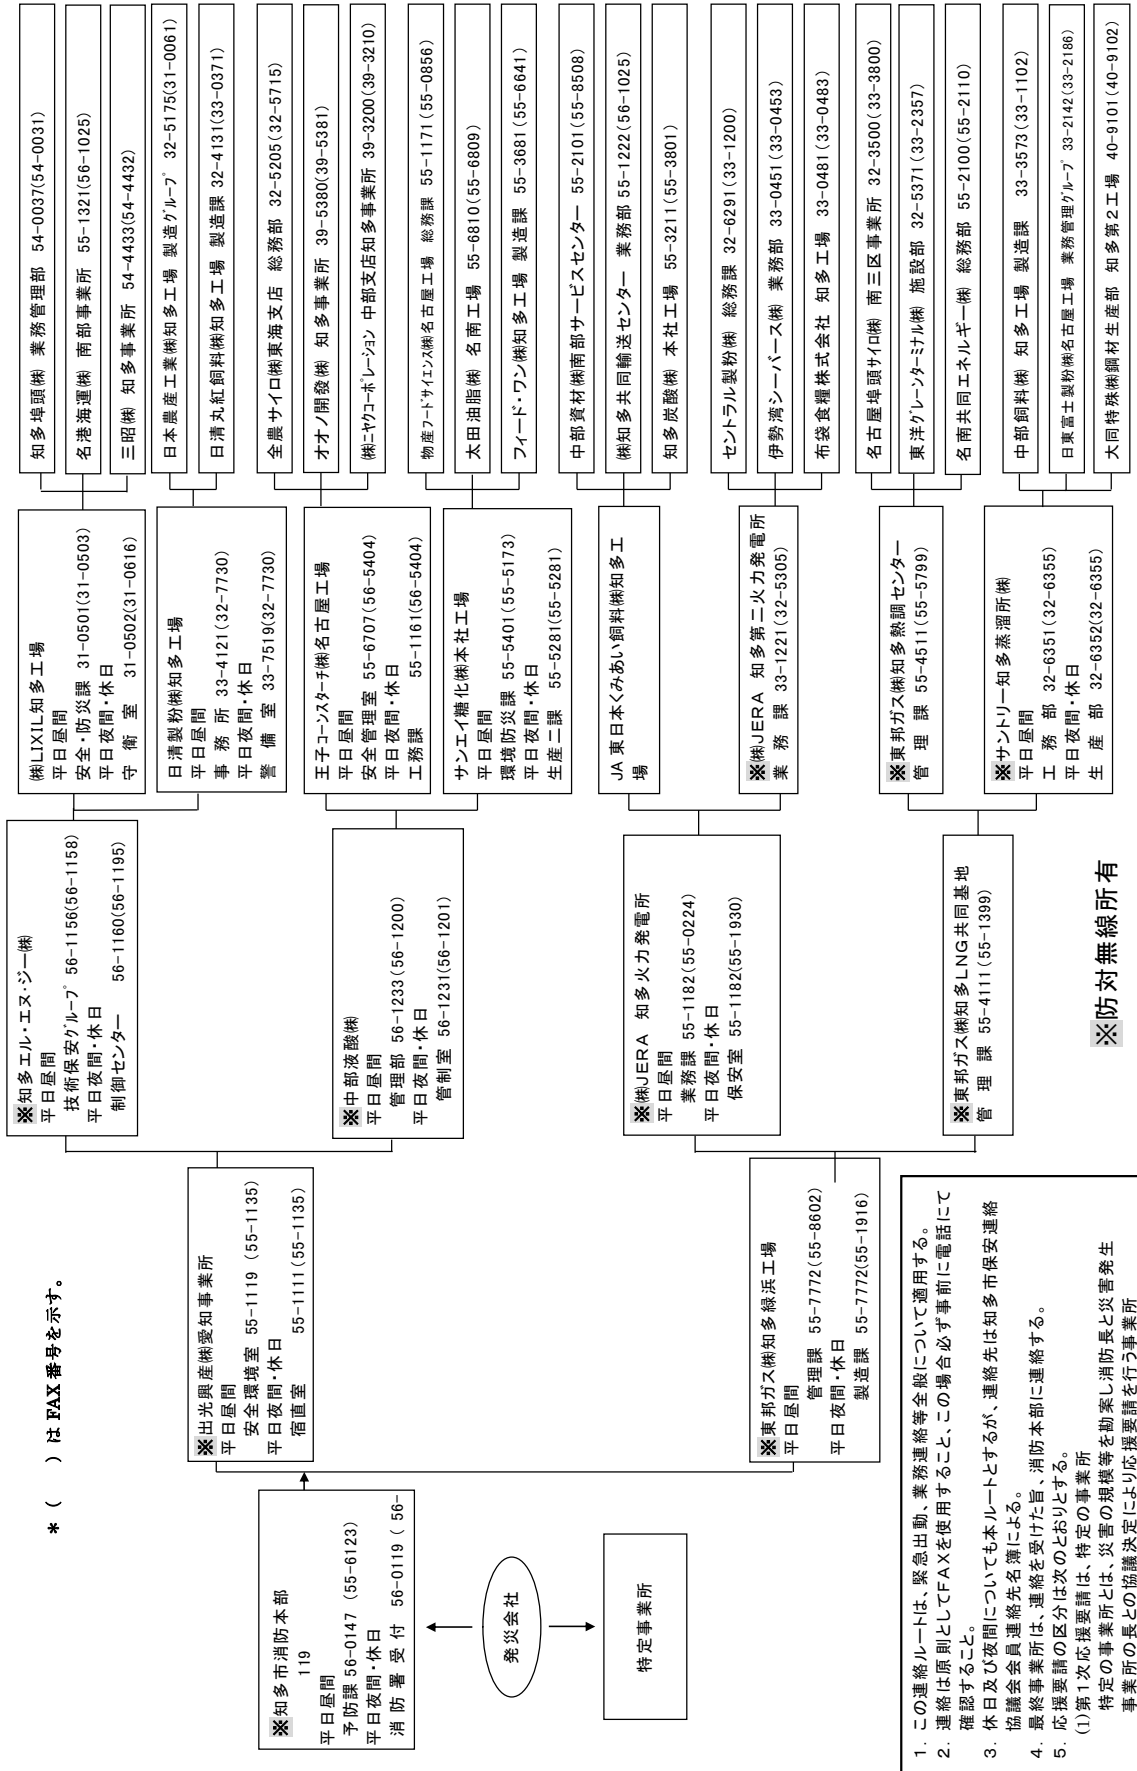 * (　　) は FAX 番号を示す。
※知多市消防本部
119
平日昼間
予防課 56-0147 (55-6123)
平日夜間・休日
消防署受付 56-0119 ( 56-
発災会社
特定事業所
※出光興産㈱愛知事業所
平日昼間
安全環境室 55-1119 (55-1135)
平日夜間・休日
宿直室 55-1111(55-1135)
※東邦ガス㈱知多緑浜工場
平日昼間
管理課 55-7772(55-8602)
平日夜間・休日
製造課 55-7772(55-1916)
※知多エル・エヌ・ジー㈱
平日昼間
技術保安グループ 56-1156(56-1158)
平日夜間・休日
制御センター 56-1160(56-1195)
※中部液酸㈱
平日昼間
管理部 56-1233(56-1200)
平日夜間・休日
管制室 56-1231(56-1201)
※㈱JERA 知多火力発電所
平日昼間
業務課 55-1182(55-0224)
平日夜間・休日
保安室 55-1182(55-1930)
※東邦ガス㈱知多LNG共同基地
管 理 課 55-4111(55-1399)
㈱LIXIL知多工場
平日昼間
安全・防災課 31-0501(31-0503)
平日夜間・休日
守 衛 室 31-0502(31-0616)
日清製粉㈱知多工場
平日昼間
事 務 所 33-4121(32-7730)
平日夜間・休日
警 備 室 33-7519(32-7730)
王子コーンスターチ㈱名古屋工場
平日昼間
安全管理室 55-6707(56-5404)
平日夜間・休日
工務課 55-1161(56-5404)
サンエイ糖化㈱本社工場
平日昼間
環境防災課 55-5401(55-5173)
平日夜間・休日
生産二課 55-5281(55-5281)
JA東日本くみあい飼料㈱知多工
場
※㈱JERA 知多第二火力発電所
業 務 課 33-1221(32-5305)
※東邦ガス㈱知多熱調センター
管 理 課 55-4511(55-5799)
※サントリー知多蒸溜所㈱
平日昼間
工 務 部 32-6351(32-6355)
平日夜間・休日
生 産 部 32-6352(32-6355)
知多埠頭㈱ 業務管理部 54-0037(54-0031)
名港海運㈱ 南部事業所 55-1321(56-1025)
三昭㈱ 知多事業所 54-4433(54-4432)
日本農産工業㈱知多工場 製造グループ 32-5175(31-0061)
日清丸紅飼料㈱知多工場 製造課 32-4131(33-0371)
全農サイロ㈱東海支店 総務部 32-5205(32-5715)
オオノ開發㈱ 知多事業所 39-5380(39-5381)
㈱ニヤクコーポレーション 中部支店知多事業所 39-3200(39-3210)
物産フードサイエンス㈱名古屋工場 総務課 55-1171(55-0856)
太田油脂㈱ 名南工場 55-6810(55-6809)
フィード・ワン㈱知多工場 製造課 55-3681(55-6641)
中部資材㈱南部サービスセンター 55-2101(55-8508)
㈱知多共同輸送センター 業務部 55-1222(56-1025)
知多炭酸㈱ 本社工場 55-3211(55-3801)
セントラル製粉㈱ 総務課 32-6291(33-1200)
伊勢湾シーバース㈱ 業務部 33-0451(33-0453)
布袋食糧株式会社 知多工場 33-0481(33-0483)
名古屋埠頭サイロ㈱ 南三区事業所 32-3500(33-3800)
東洋グレーンターミナル㈱ 施設部 32-5371(33-2357)
名南共同エネルギー㈱ 総務部 55-2100(55-2110)
中部飼料㈱ 知多工場 製造課 33-3573(33-1102)
日東富士製粉㈱名古屋工場 業務管理グループ 33-2142(33-2186)
大同特殊㈱鋼材生産部 知多第2工場 40-9101(40-9102)
※防対無線所有
1. この連絡ルートは、緊急出動、業務連絡等全般について適用する。
2. 連絡は原則としてFAXを使用すること、この場合必ず事前に電話にて
確認すること。
3. 休日及び夜間についても本ルートとするが、連絡先は知多市保安連絡
協議会会員連絡先名簿による。
4. 最終事業所は、連絡を受けた旨、消防本部に連絡する。
5. 応援要請の区分は次のとおりとする。
(1)第1次応援要請は、特定の事業所
特定の事業所とは、災害の規模等を勘案し消防長と災害発生
事業所の長との協議決定により応援要請を行う事業所